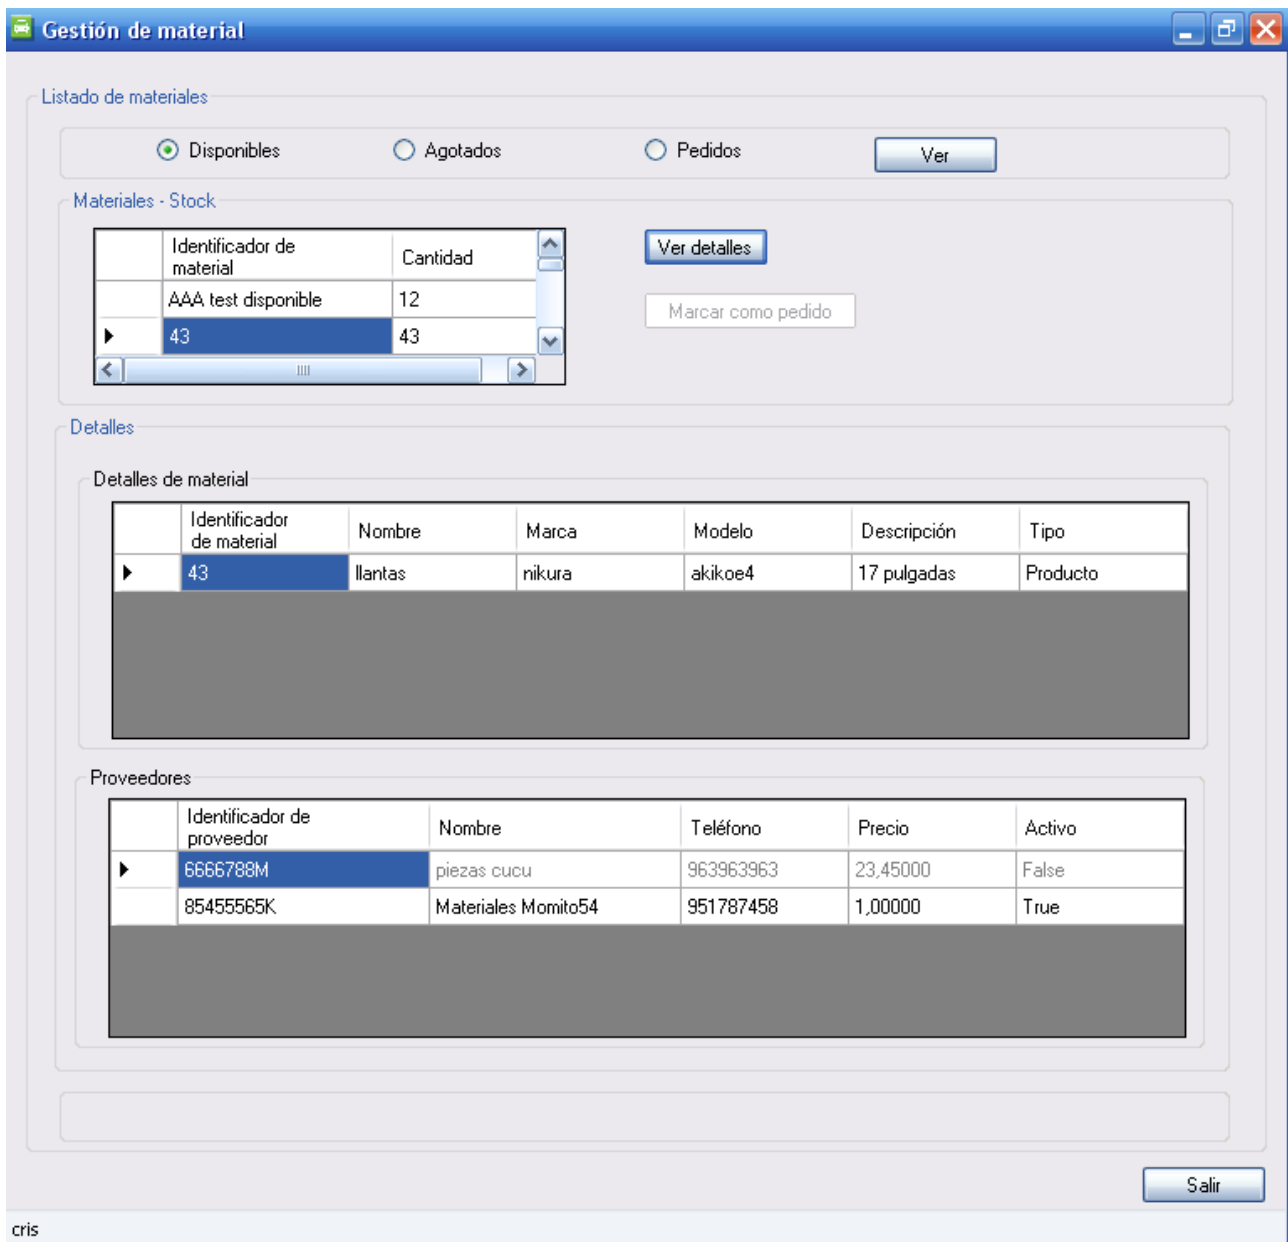 Gestión de material
Listado de materiales
Disponibles Agotados Pedidos Ver
Materiales - Stock
Identificador de material Cantidad
AAA test disponible 12
43 43
Ver detalles
Marcar como pedido
Detalles
Detalles de material
Identificador de material Nombre Marca Modelo Descripción Tipo
43 llantas nikura akikoe4 17 pulgadas Producto
Proveedores
Identificador de proveedor Nombre Teléfono Precio Activo
6666788M piezas cucu 963963963 23,45000 False
85455565K Materiales Momito54 951787458 1,00000 True
Salir
cris